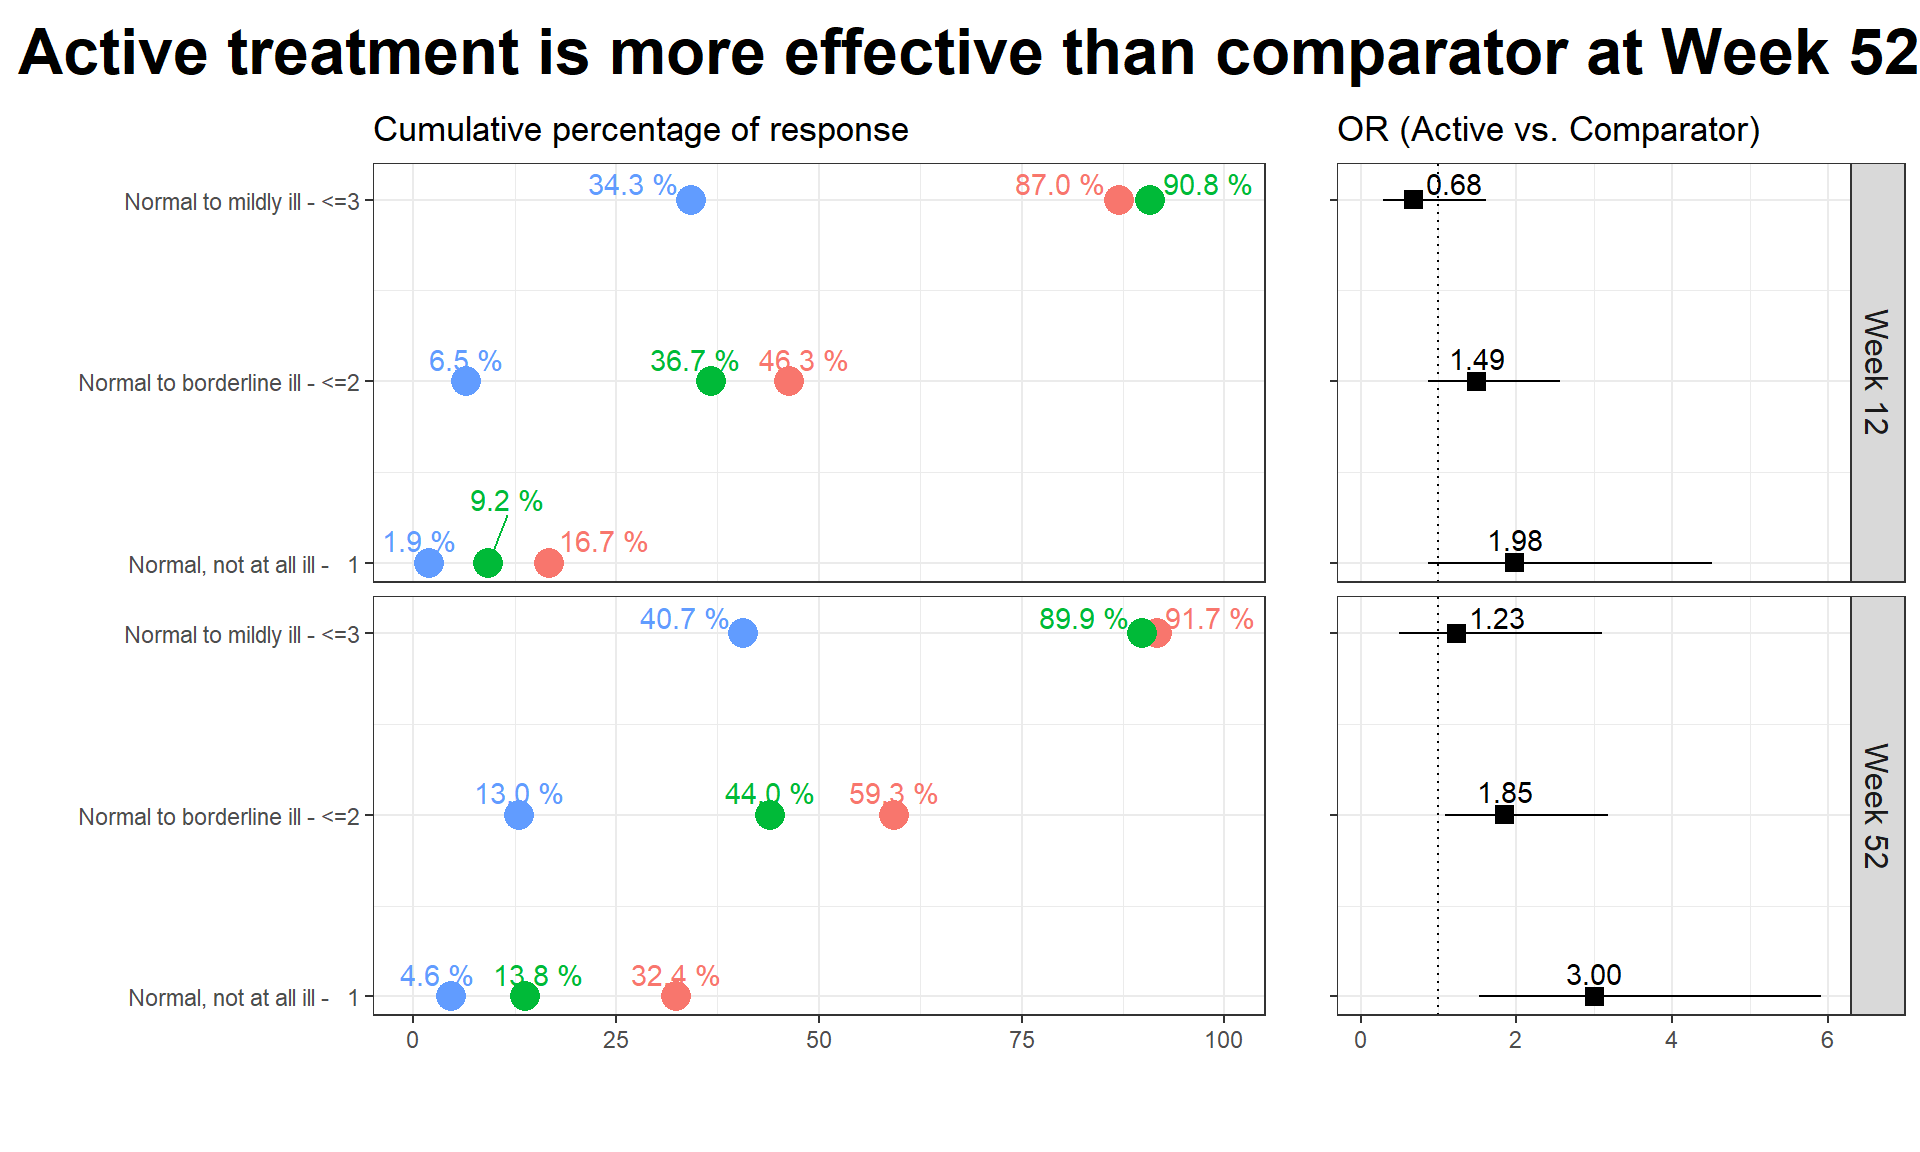 Active treatment is more effective than comparator at Week 52
Cumulative percentage of response
OR (Active vs. Comparator)
Normal to mildly ill - <=3
34.3 %
87.0 %
90.8 %
0.68
Normal to borderline ill - <=2
6.5 %
36.7 %
46.3 %
1.49
9.2 %
Normal, not at all ill -   1
1.9 %
16.7 %
1.98
Week 12
Normal to mildly ill - <=3
40.7 %
89.9 %
91.7 %
1.23
Normal to borderline ill - <=2
13.0 %
44.0 %
59.3 %
1.85
Normal, not at all ill -   1
4.6 %
13.8 %
32.4 %
3.00
Week 52
0 25 50 75 100
0 2 4 6